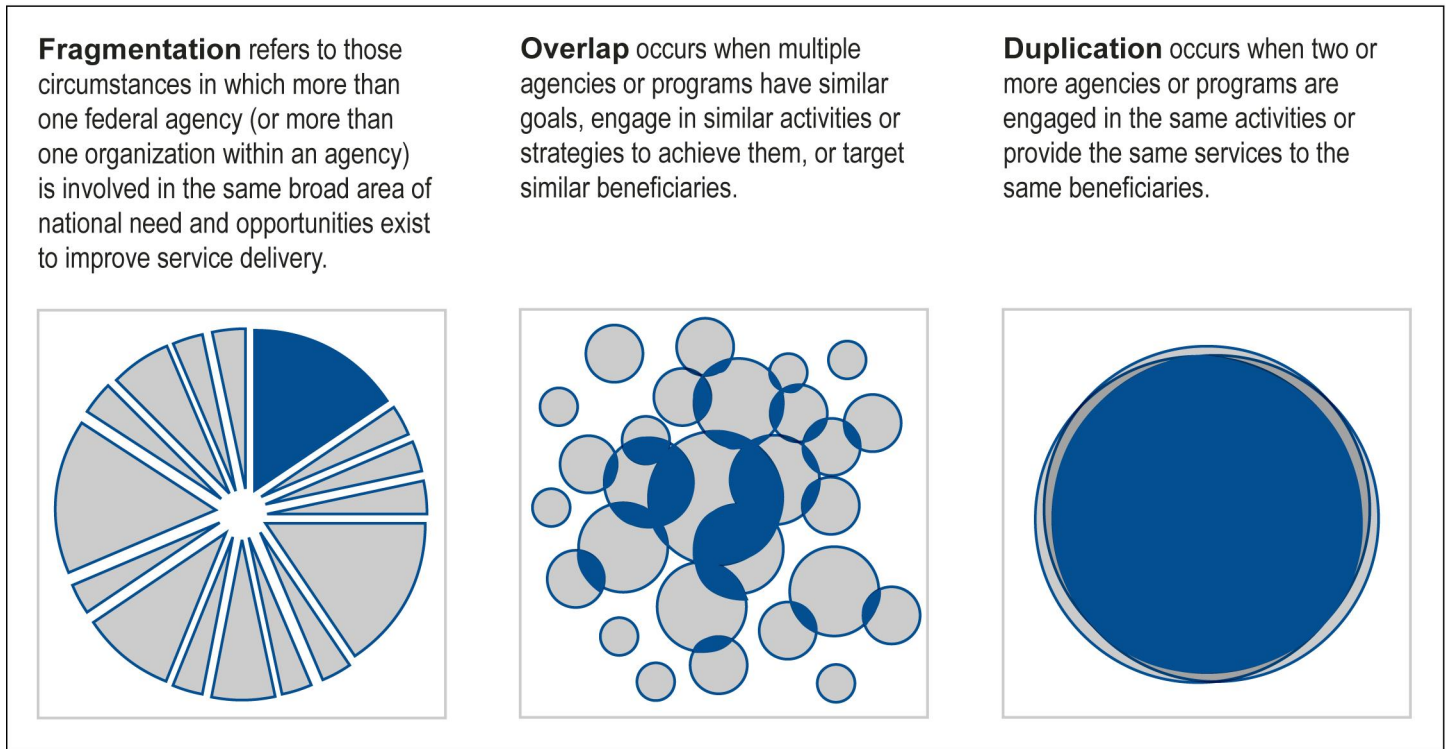 Fragmentation refers to those
circumstances in which more than
one federal agency (or more than
one organization within an agency)
is involved in the same broad area of
national need and opportunities exist
to improve service delivery.
Overlap occurs when multiple
agencies or programs have similar
goals, engage in similar activities or
strategies to achieve them, or target
similar beneficiaries.
Duplication occurs when two or
more agencies or programs are
engaged in the same activities or
provide the same services to the
same beneficiaries.